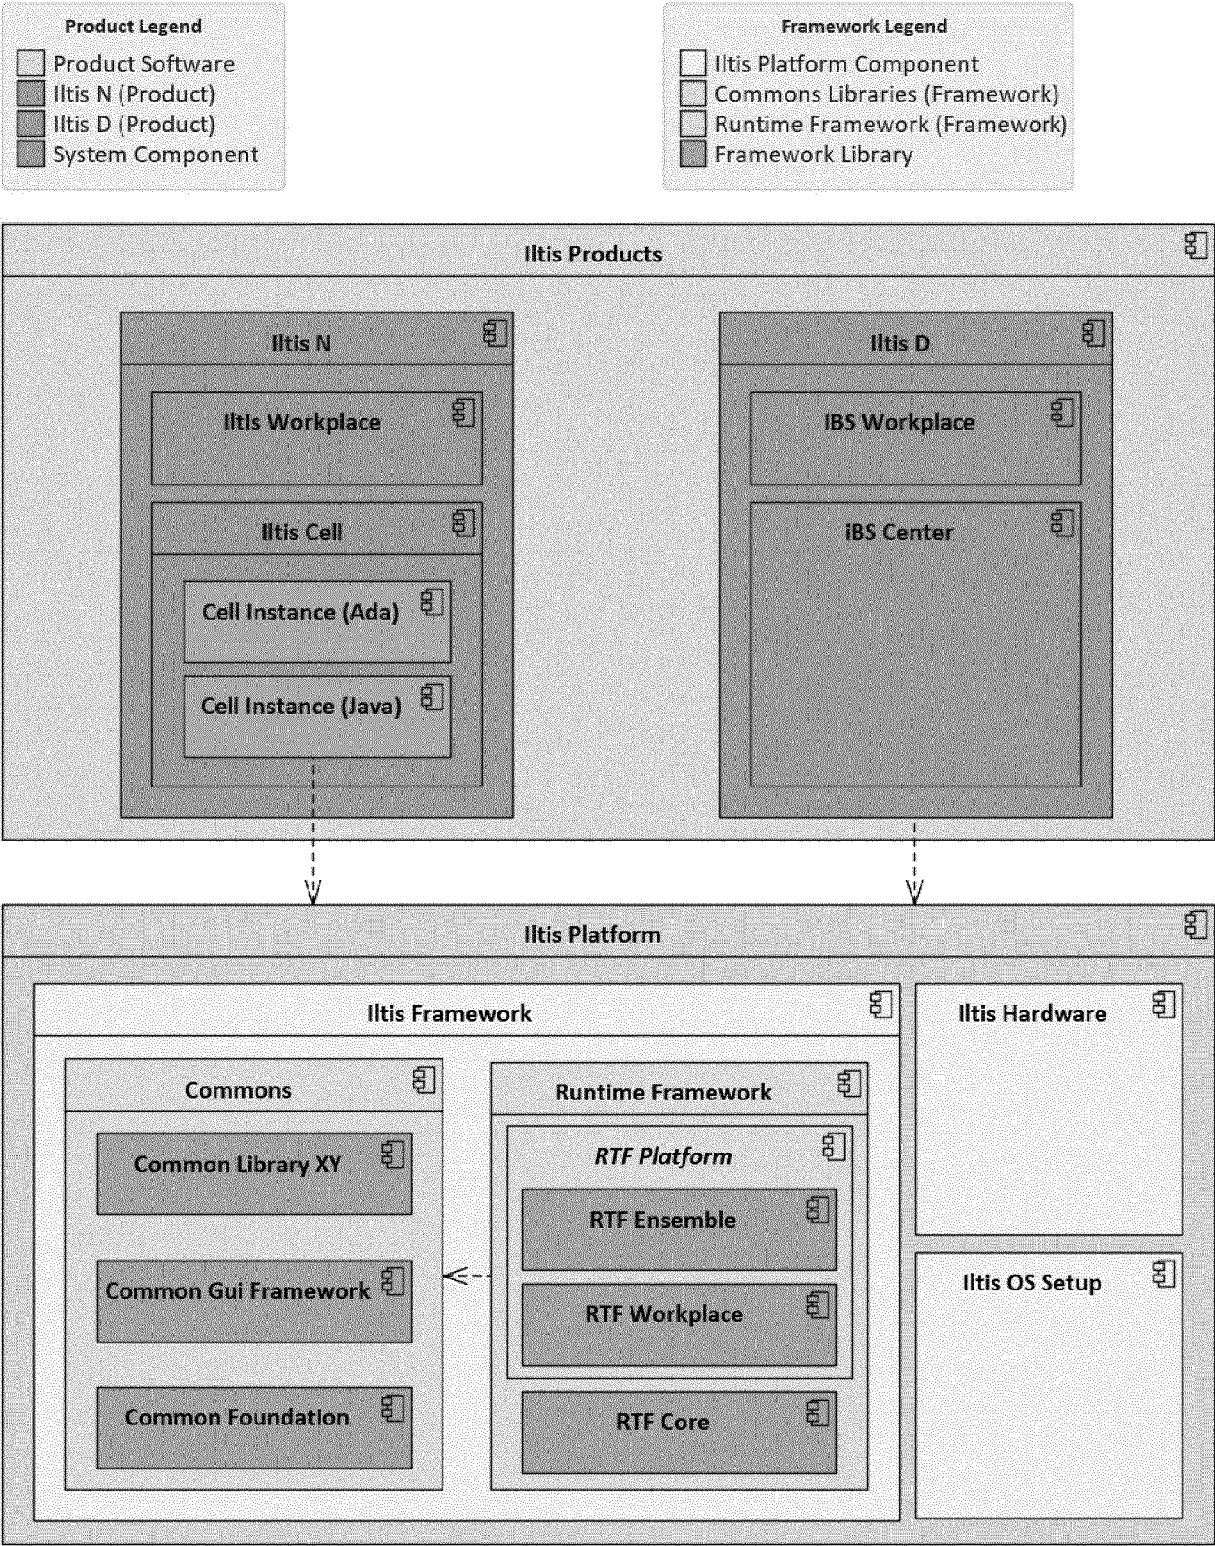 Product Legend
Product Software
Iltis N (Product)
Iltis D (Product)
System Component
Framework Legend
Iltis Platform Component
Commons Libraries (Framework)
Runtime Framework (Framework)
Framework Library
Iltis Products
Iltis N
Iltis Workplace
Iltis Cell
Cell Instance (Ada)
Cell Instance (Java)
Iltis D
iBS Workplace
iBS Center
Iltis Platform
Iltis Framework
Commons
Common Library XY
Common Gui Framework
Common Foundation
Runtime Framework
RTF Platform
RTF Ensemble
RTF Workplace
RTF Core
Iltis Hardware
Iltis OS Setup